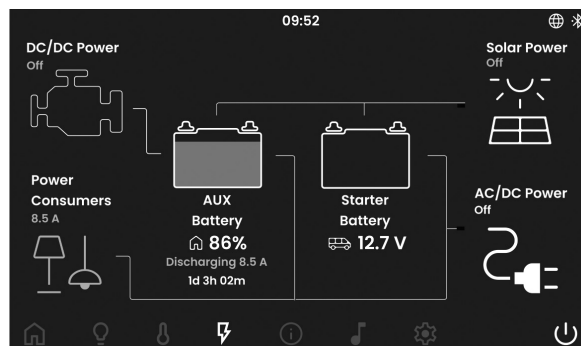 09:52
DC/DC Power
Off
Solar Power
Off
Power
Consumers
8.5 A
AUX
Battery
86%
Discharging 8.5 A
1d 3h 02m
Starter
Battery
12.7 V
AC/DC Power
Off